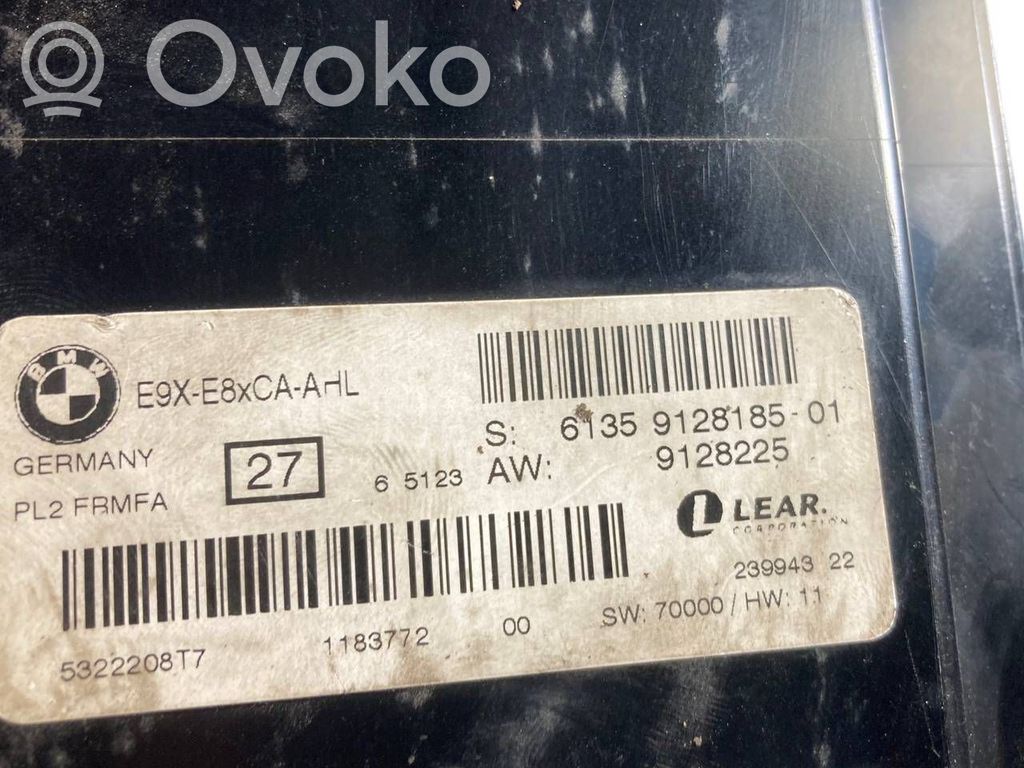 Ovoko
BMW
E9X-E8xCA-AHL
S: 6135 9128185-01
AW: 9128225
GERMANY
PL2 FRMFA
27
6 5123
LEAR.
CORPORATION
239943 22
SW: 70000 / HW: 11
5322208T7
1183772
00